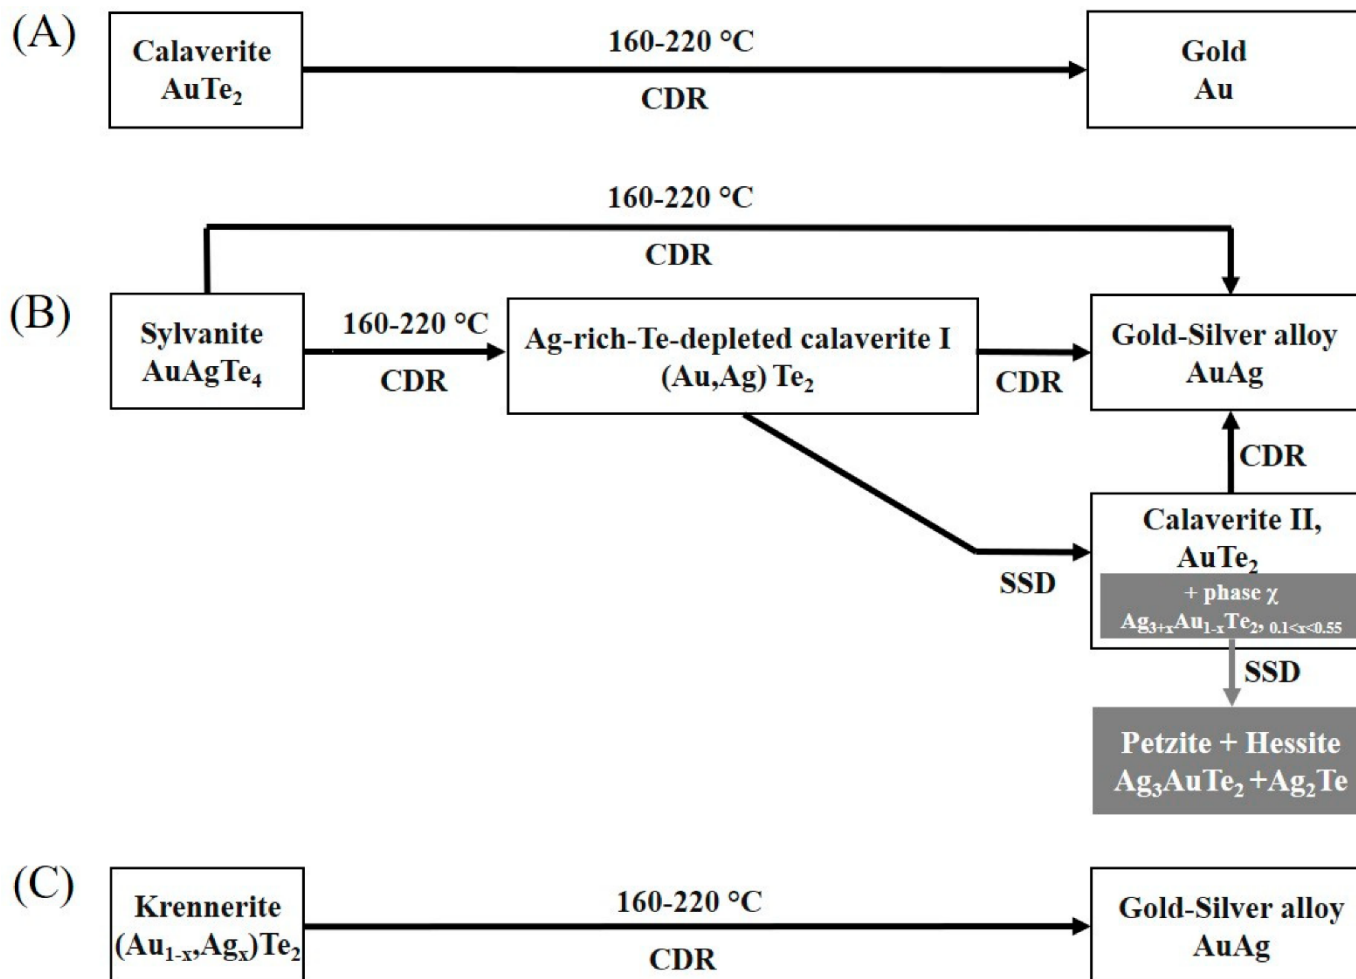 (A)
Calaverite
AuTe₂
160-220 °C
CDR
Gold
Au
160-220 °C
CDR
(B)
Sylvanite
AuAgTe₄
160-220 °C
CDR
Ag-rich-Te-depleted calaverite I
(Au,Ag) Te₂
CDR
Gold-Silver alloy
AuAg
CDR
SSD
Calaverite II,
AuTe₂
+ phase χ
Ag₃₊ₓAu₁₋ₓTe₂, 0.1<x<0.55
SSD
Petzite + Hessite
Ag₃AuTe₂ +Ag₂Te
(C)
Krennerite
(Au₁₋ₓ,Agₓ)Te₂
160-220 °C
CDR
Gold-Silver alloy
AuAg